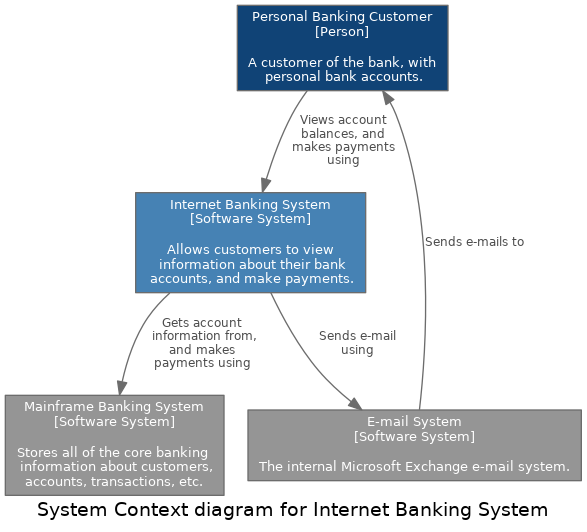 Personal Banking Customer
[Person]
A customer of the bank, with
personal bank accounts.
Views account
balances, and
makes payments
using
Internet Banking System
[Software System]
Allows customers to view
information about their bank
accounts, and make payments.
Sends e-mails to
Gets account
information from,
and makes
payments using
Sends e-mail
using
Mainframe Banking System
[Software System]
Stores all of the core banking
information about customers,
accounts, transactions, etc.
E-mail System
[Software System]
The internal Microsoft Exchange e-mail system.
System Context diagram for Internet Banking System